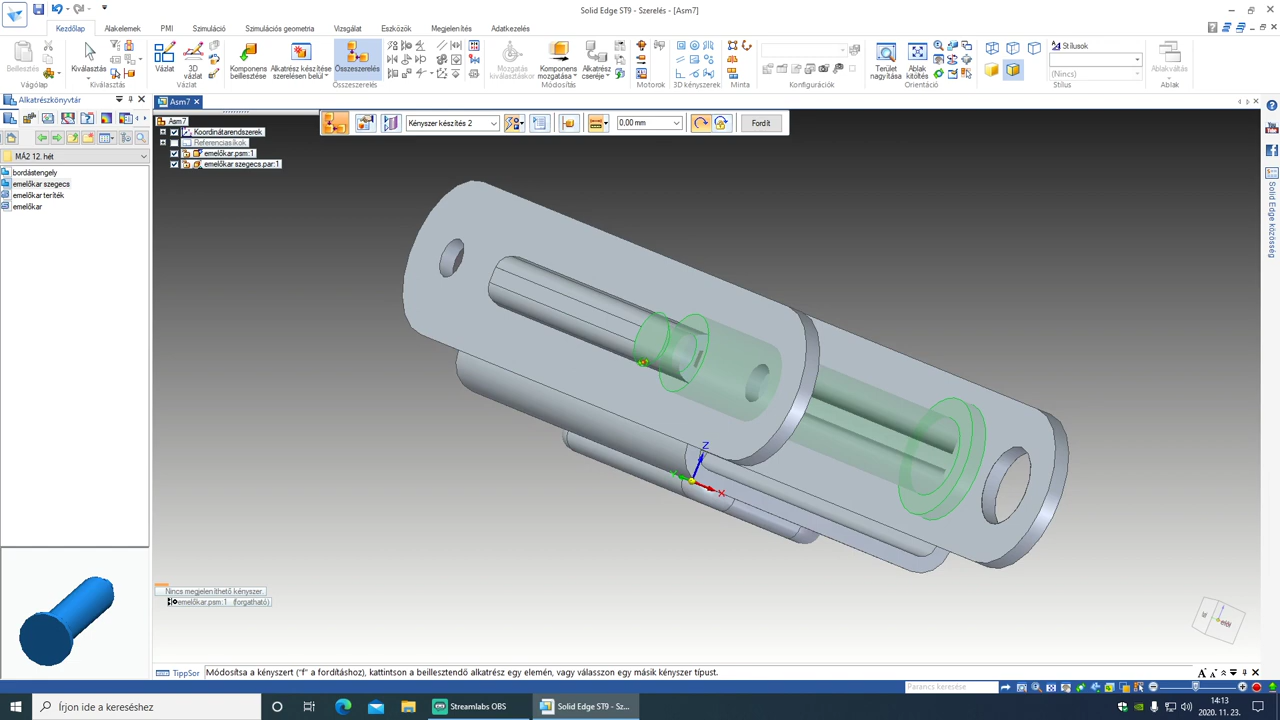 Solid Edge ST9 - Szerelés - [Asm7]
Kezdőlap Alakelemek PMI Szimuláció Szimulációs geometria Vizsgálat Eszközök Megjelenítés Adatkezelés
Beillesztés
Kiválasztás
Vázlat
3D vázlat
Komponens beillesztése
Alkatrész készítése szerelésen belül
Összeszerelés
Mozgatás kiválasztáskor
Komponens mozgatása
Alkatrész cseréje
Terület nagyítása
Ablak kitöltés
Stílusok
(Nincs)
Ablakváltás
Vágólap Kiválasztás Összeszerelés Módosítás Motorok 3D kényszerek Minta Konfigurációk Orientáció Stílus Ablak
Alkatrészkönyvtár
Asm7
Kényszer készítés 2
0.00 mm
Fordít
Asm7
Koordinátarendszerek
Referenciasíkok
emelőkar.psm:1
emelőkar szegecs.par:1
MÁ2 12. hét
bordástengely
emelőkar szegecs
emelőkar teríték
emelőkar
Solid Edge közösség
Z
X
Nincs megjeleníthető kényszer.
emelőkar.psm:1 (forgatható)
TippSor
Módosítsa a kényszert ("f" a fordításhoz), kattintson a beillesztendő alkatrész egy elemén, vagy válasszon egy másik kényszer típust.
Parancs keresése
Írjon ide a kereséshez
Streamlabs OBS
Solid Edge ST9 - Sz...
14:13
2020. 11. 23.